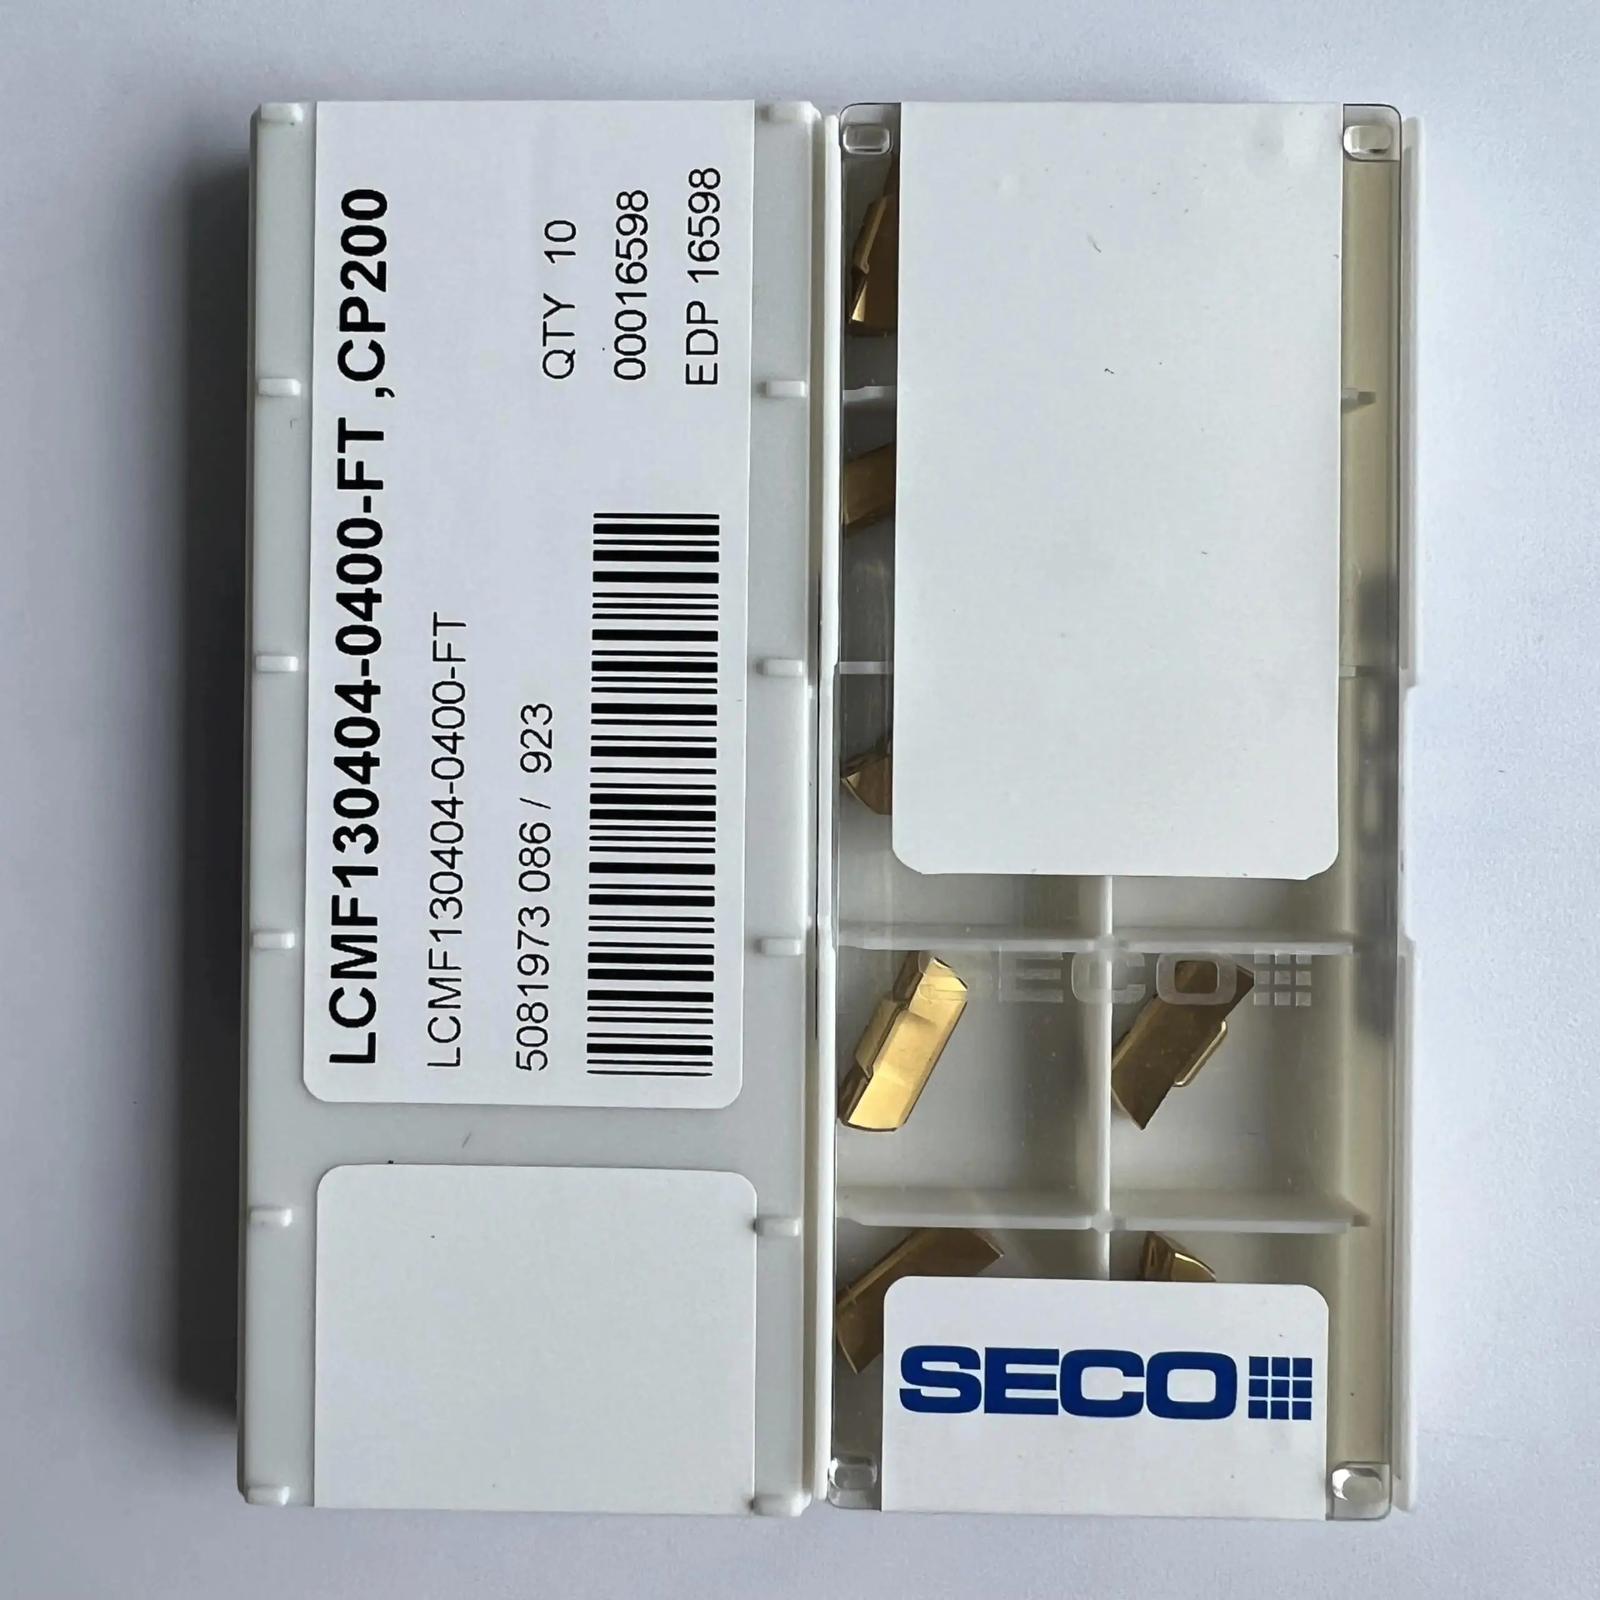 LCMF130404-0400-FT ,CP200
LCMF130404-0400-FT
QTY 10
5081973 086 / 923
00016598
EDP 16598
SECO
SECO